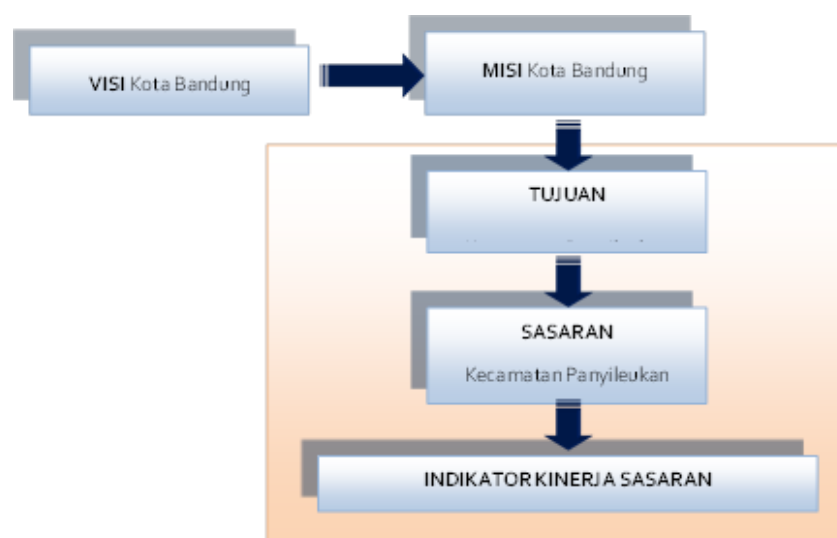 VISI Kota Bandung
MISI Kota Bandung
TUJUAN
SASARAN
Kecamatan Panyileukan
INDIKATOR KINERJA SASARAN